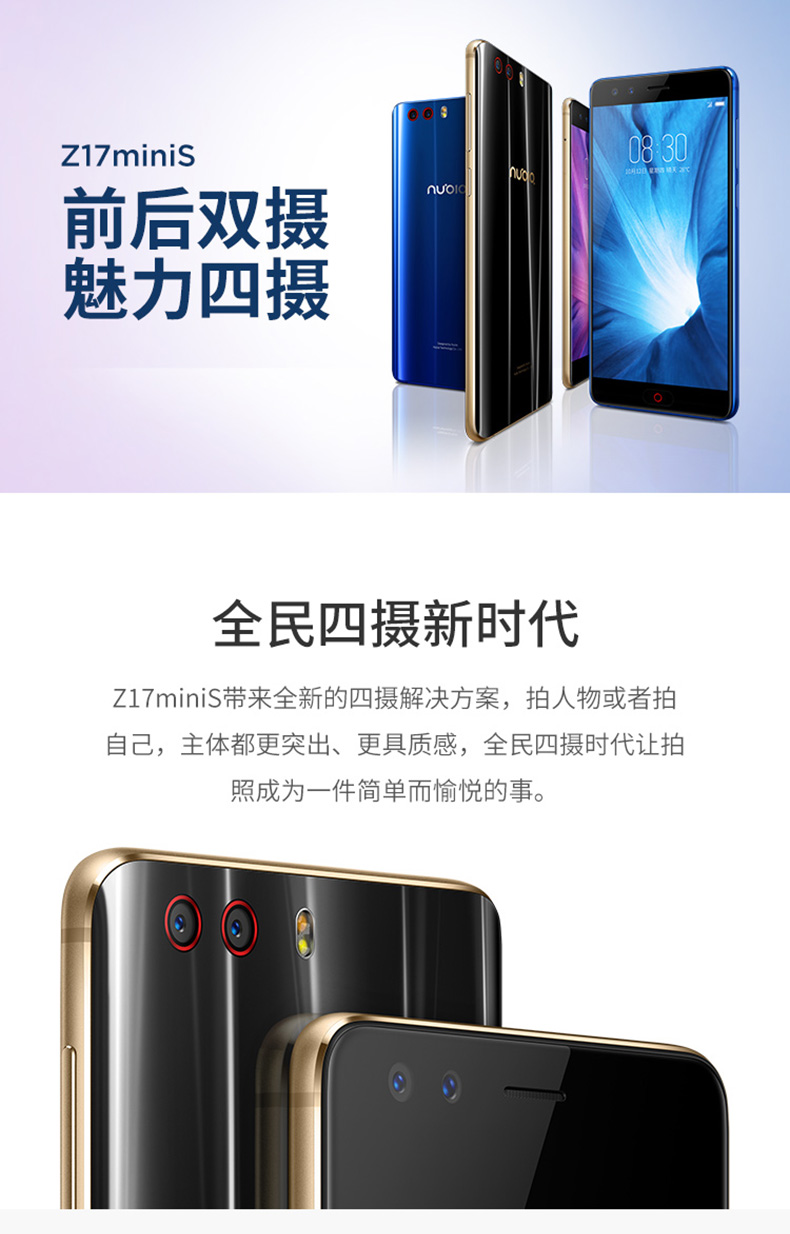 Z17miniS
前后双摄
魅力四摄
nubia
nubia
08:30
全民四摄新时代
Z17miniS带来全新的四摄解决方案，拍人物或者拍
自己，主体都更突出、更具质感，全民四摄时代让拍
照成为一件简单而愉悦的事。